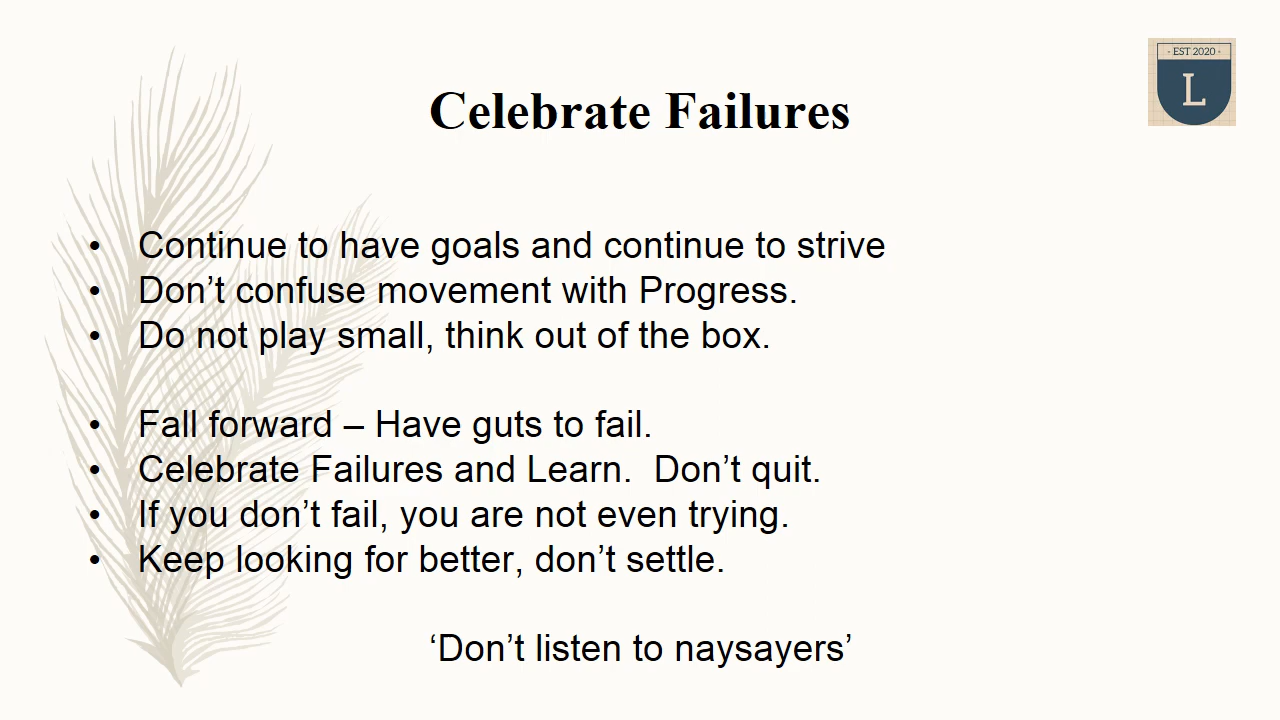 - EST 2020 -
L
Celebrate Failures
• Continue to have goals and continue to strive
• Don’t confuse movement with Progress.
• Do not play small, think out of the box.
• Fall forward – Have guts to fail.
• Celebrate Failures and Learn.  Don’t quit.
• If you don’t fail, you are not even trying.
• Keep looking for better, don’t settle.
‘Don’t listen to naysayers’